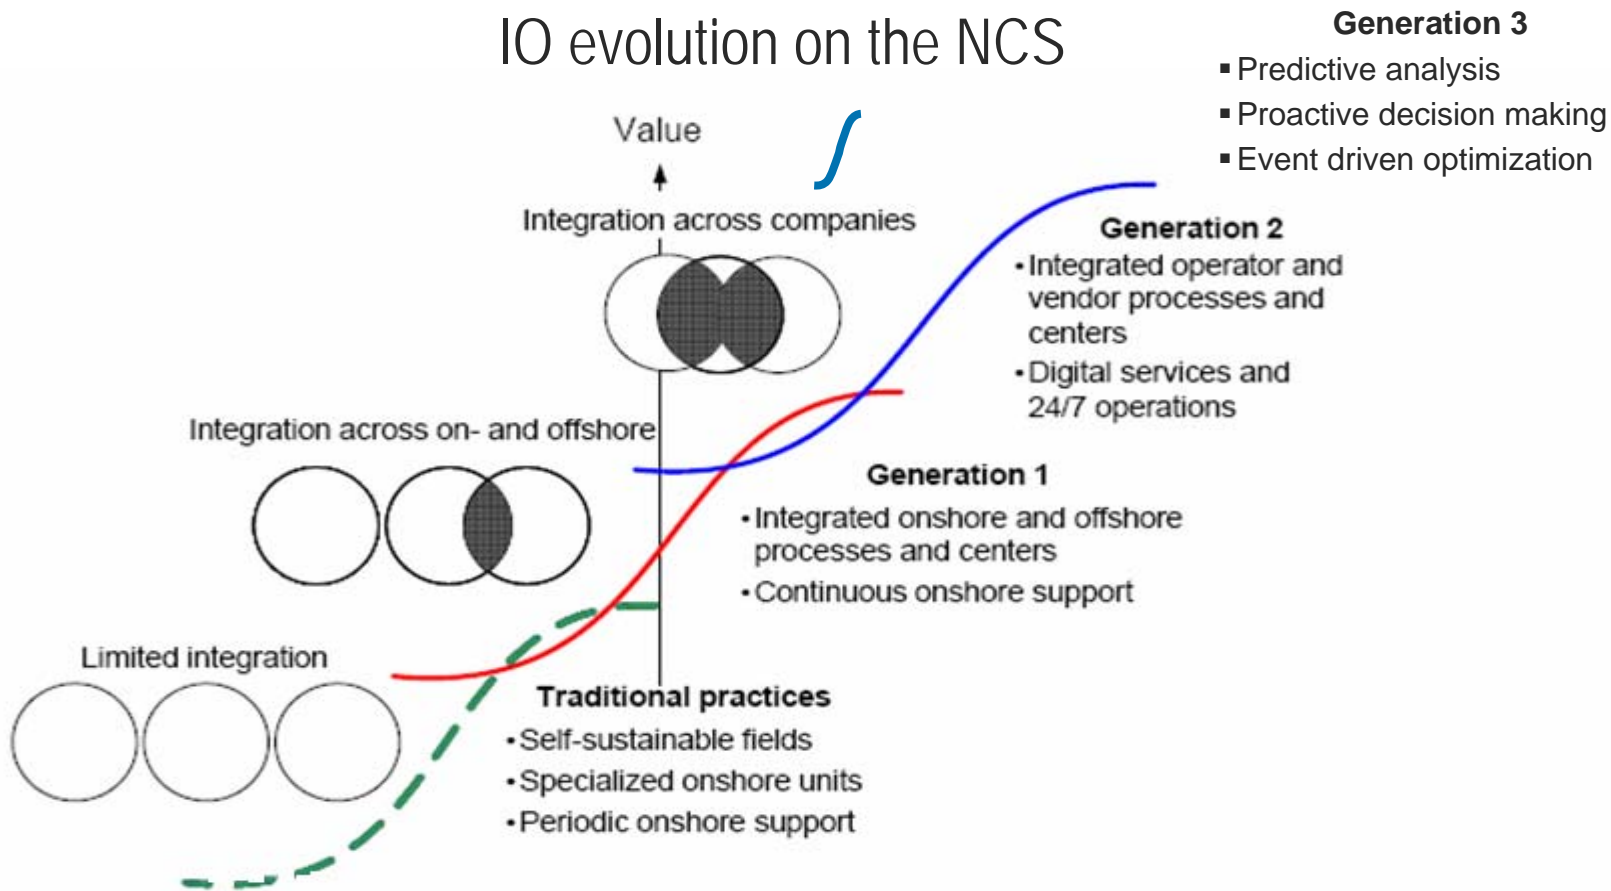 IO evolution on the NCS
Generation 3
▪ Predictive analysis
▪ Proactive decision making
▪ Event driven optimization
Value
Integration across companies
Generation 2
• Integrated operator and
vendor processes and
centers
• Digital services and
24/7 operations
Integration across on- and offshore
Generation 1
• Integrated onshore and offshore
processes and centers
• Continuous onshore support
Limited integration
Traditional practices
• Self-sustainable fields
• Specialized onshore units
• Periodic onshore support